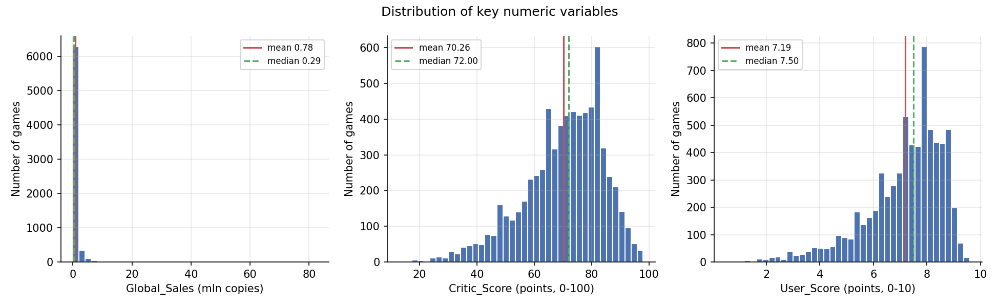 Distribution of key numeric variables
Number of games
6000
5000
4000
3000
2000
1000
0
mean 0.78
median 0.29
0 20 40 60 80
Global_Sales (mln copies)
Number of games
600
500
400
300
200
100
0
mean 70.26
median 72.00
20 40 60 80 100
Critic_Score (points, 0-100)
Number of games
800
700
600
500
400
300
200
100
0
mean 7.19
median 7.50
2 4 6 8 10
User_Score (points, 0-10)